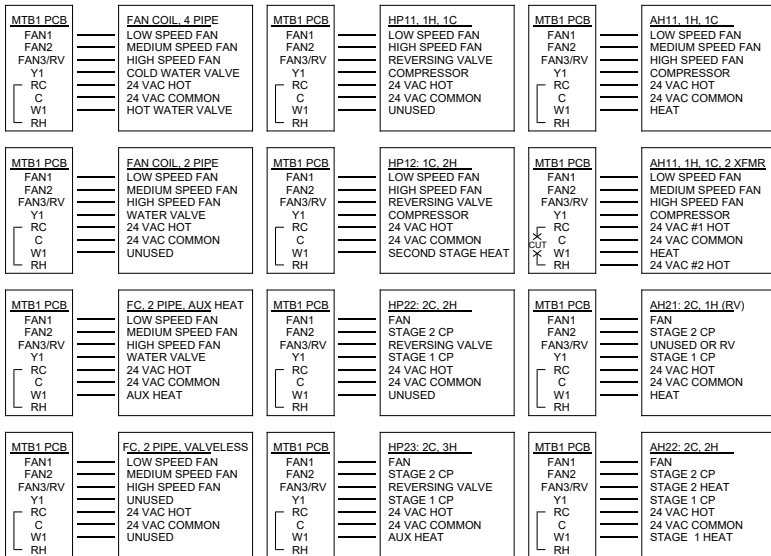 MTB1 PCB
FAN1
FAN2
FAN3/RV
Y1
RC
C
W1
RH
FAN COIL, 4 PIPE
LOW SPEED FAN
MEDIUM SPEED FAN
HIGH SPEED FAN
COLD WATER VALVE
24 VAC HOT
24 VAC COMMON
HOT WATER VALVE
MTB1 PCB
FAN1
FAN2
FAN3/RV
Y1
RC
C
W1
RH
HP11, 1H, 1C
LOW SPEED FAN
HIGH SPEED FAN
REVERSING VALVE
COMPRESSOR
24 VAC HOT
24 VAC COMMON
UNUSED
MTB1 PCB
FAN1
FAN2
FAN3/RV
Y1
RC
C
W1
RH
AH11, 1H, 1C
LOW SPEED FAN
MEDIUM SPEED FAN
HIGH SPEED FAN
COMPRESSOR
24 VAC HOT
24 VAC COMMON
HEAT
MTB1 PCB
FAN1
FAN2
FAN3/RV
Y1
RC
C
W1
RH
FAN COIL, 2 PIPE
LOW SPEED FAN
MEDIUM SPEED FAN
HIGH SPEED FAN
WATER VALVE
24 VAC HOT
24 VAC COMMON
UNUSED
MTB1 PCB
FAN1
FAN2
FAN3/RV
Y1
RC
C
W1
RH
HP12: 1C, 2H
LOW SPEED FAN
HIGH SPEED FAN
REVERSING VALVE
COMPRESSOR
24 VAC HOT
24 VAC COMMON
SECOND STAGE HEAT
MTB1 PCB
FAN1
FAN2
FAN3/RV
Y1
RC
C
CUT
W1
RH
AH11, 1H, 1C, 2 XFMR
LOW SPEED FAN
MEDIUM SPEED FAN
HIGH SPEED FAN
COMPRESSOR
24 VAC #1 HOT
24 VAC COMMON
HEAT
24 VAC #2 HOT
MTB1 PCB
FAN1
FAN2
FAN3/RV
Y1
RC
C
W1
RH
FC, 2 PIPE, AUX HEAT
LOW SPEED FAN
MEDIUM SPEED FAN
HIGH SPEED FAN
WATER VALVE
24 VAC HOT
24 VAC COMMON
AUX HEAT
MTB1 PCB
FAN1
FAN2
FAN3/RV
Y1
RC
C
W1
RH
HP22: 2C, 2H
FAN
STAGE 2 CP
REVERSING VALVE
STAGE 1 CP
24 VAC HOT
24 VAC COMMON
UNUSED
MTB1 PCB
FAN1
FAN2
FAN3/RV
Y1
RC
C
W1
RH
AH21: 2C, 1H (RV)
FAN
STAGE 2 CP
UNUSED OR RV
STAGE 1 CP
24 VAC HOT
24 VAC COMMON
HEAT
MTB1 PCB
FAN1
FAN2
FAN3/RV
Y1
RC
C
W1
RH
FC, 2 PIPE, VALVELESS
LOW SPEED FAN
MEDIUM SPEED FAN
HIGH SPEED FAN
UNUSED
24 VAC HOT
24 VAC COMMON
UNUSED
MTB1 PCB
FAN1
FAN2
FAN3/RV
Y1
RC
C
W1
RH
HP23: 2C, 3H
FAN
STAGE 2 CP
REVERSING VALVE
STAGE 1 CP
24 VAC HOT
24 VAC COMMON
AUX HEAT
MTB1 PCB
FAN1
FAN2
FAN3/RV
Y1
RC
C
W1
RH
AH22: 2C, 2H
FAN
STAGE 2 CP
STAGE 2 HEAT
STAGE 1 CP
24 VAC HOT
24 VAC COMMON
STAGE 1 HEAT